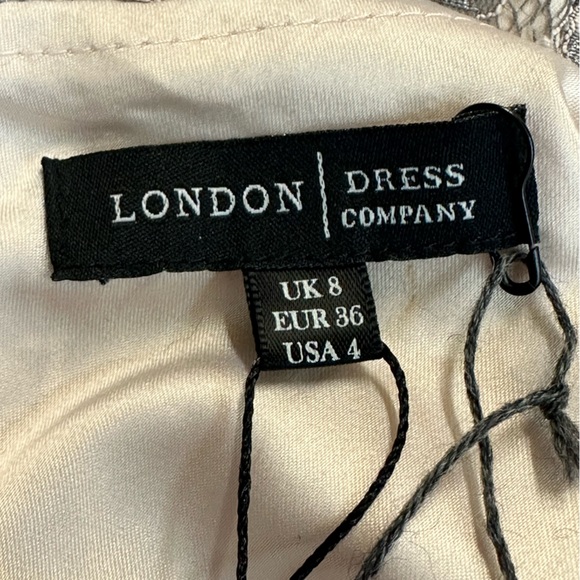 LONDON | DRESS
COMPANY
UK 8
EUR 36
USA 4